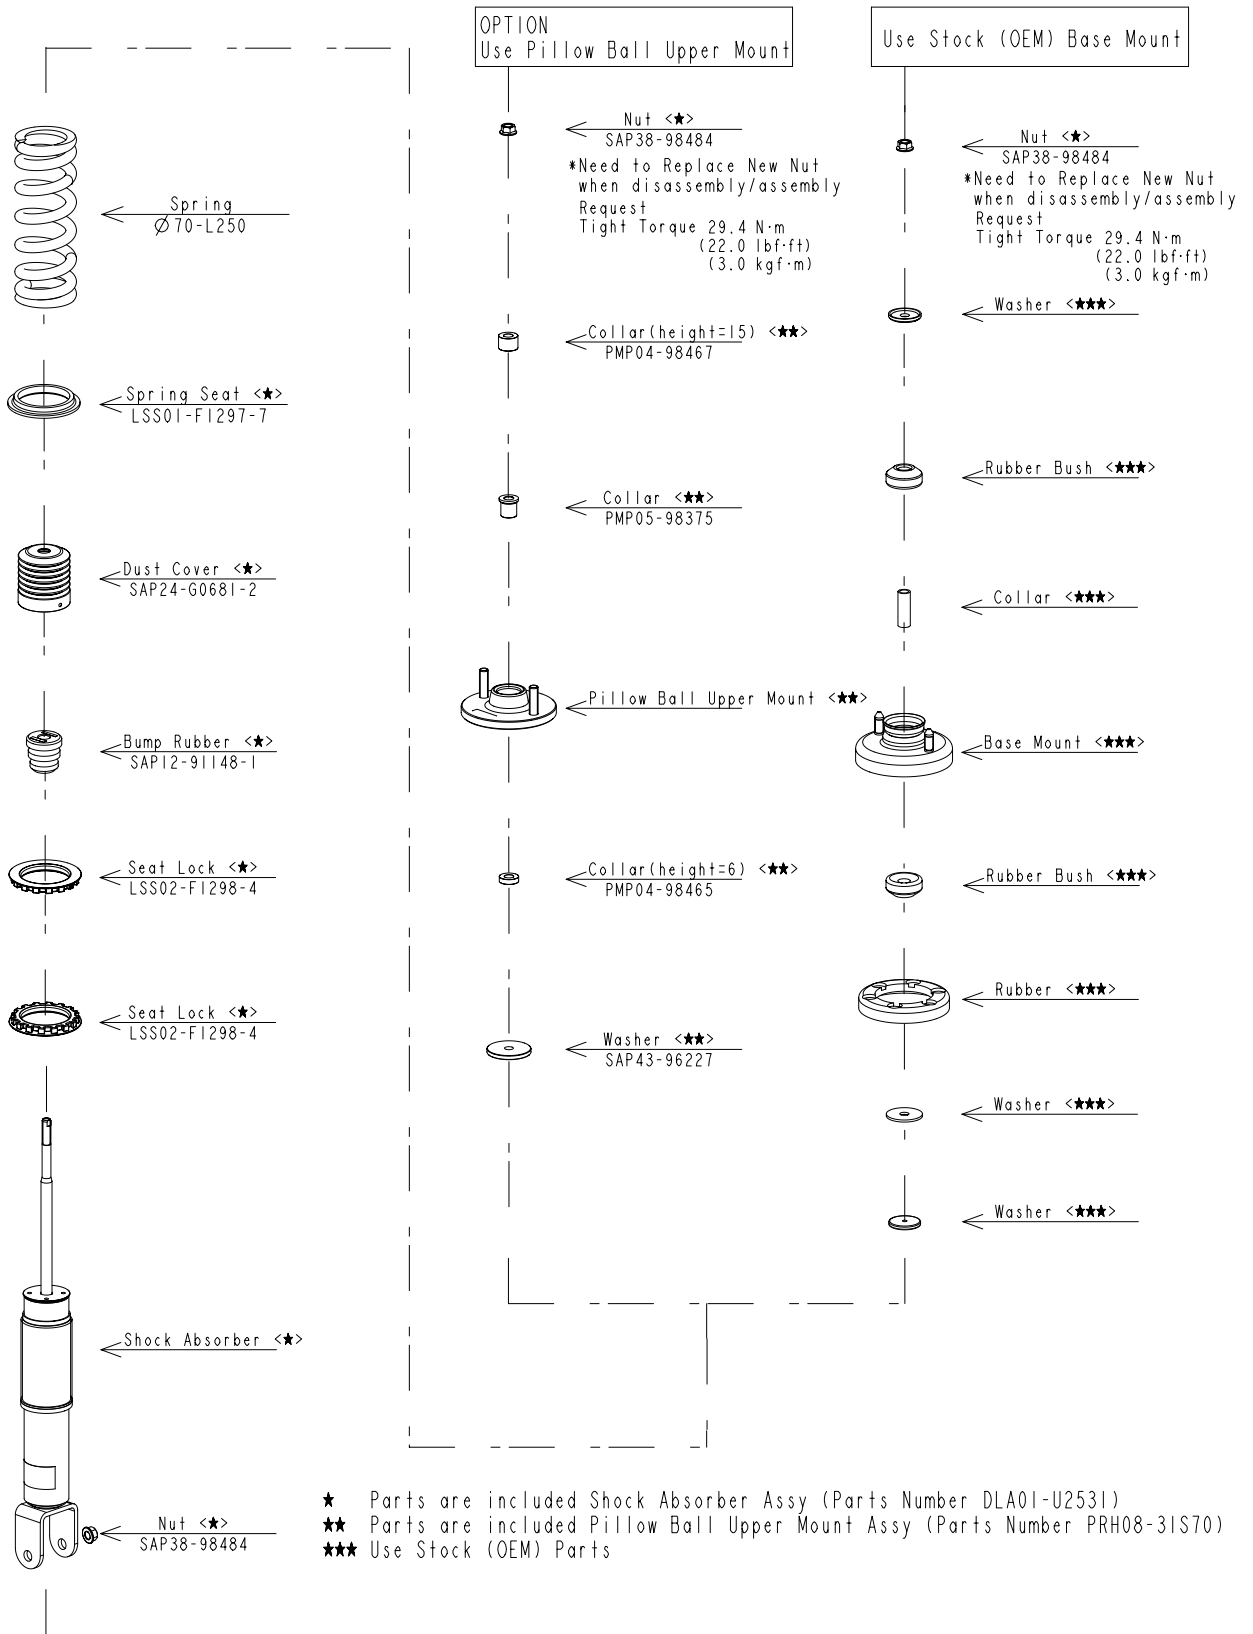 OPTION
Use Pillow Ball Upper Mount
Use Stock (OEM) Base Mount
Spring
Ø70-L250
Spring Seat <★>
LSS01-F1297-7
Dust Cover <★>
SAP24-G0681-2
Bump Rubber <★>
SAP12-91148-1
Seat Lock <★>
LSS02-F1298-4
Seat Lock <★>
LSS02-F1298-4
Shock Absorber <★>
Nut <★>
SAP38-98484
Nut <★>
SAP38-98484
*Need to Replace New Nut
when disassembly/assembly
Request
Tight Torque 29.4 N·m
(22.0 lbf·ft)
(3.0 kgf·m)
Collar(height=15) <★★>
PMP04-98467
Collar <★★>
PMP05-98375
Pillow Ball Upper Mount <★★>
Collar(height=6) <★★>
PMP04-98465
Washer <★★>
SAP43-96227
Nut <★>
SAP38-98484
*Need to Replace New Nut
when disassembly/assembly
Request
Tight Torque 29.4 N·m
(22.0 lbf·ft)
(3.0 kgf·m)
Washer <★★★>
Rubber Bush <★★★>
Collar <★★★>
Base Mount <★★★>
Rubber Bush <★★★>
Rubber <★★★>
Washer <★★★>
Washer <★★★>
★ Parts are included Shock Absorber Assy (Parts Number DLA01-U2531)
★★ Parts are included Pillow Ball Upper Mount Assy (Parts Number PRH08-31S70)
★★★ Use Stock (OEM) Parts